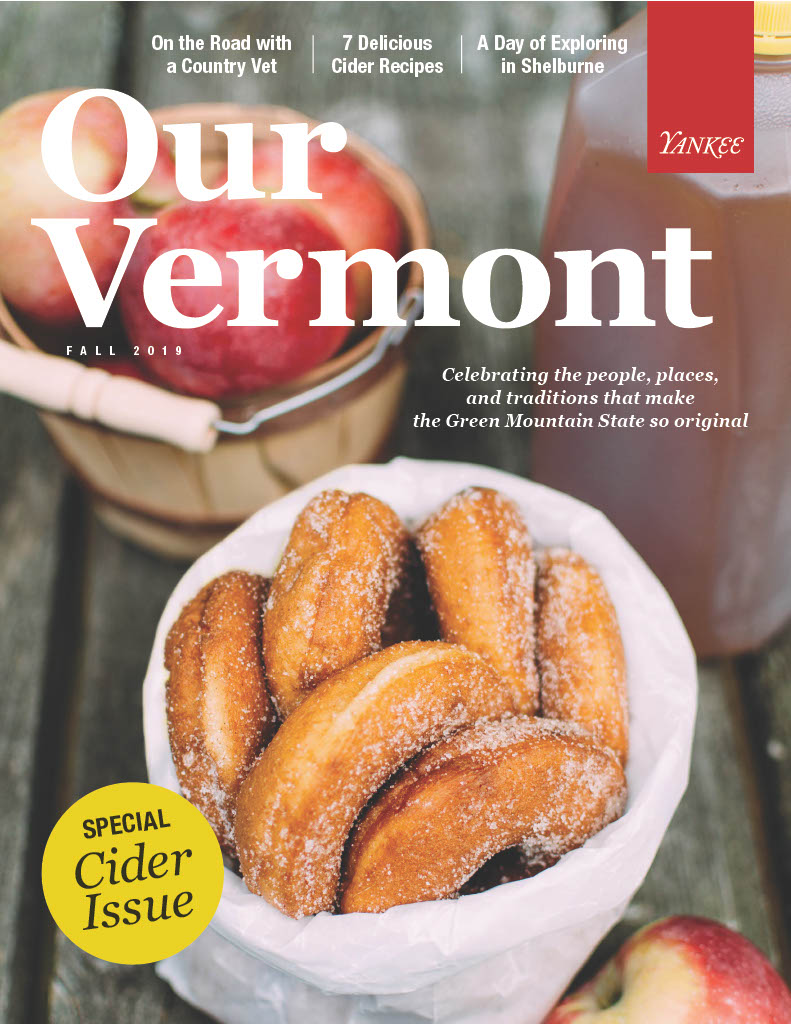 On the Road with
a Country Vet
7 Delicious
Cider Recipes
A Day of Exploring
in Shelburne
YANKEE
Our
Vermont
FALL 2019
Celebrating the people, places,
and traditions that make
the Green Mountain State so original
SPECIAL
Cider
Issue